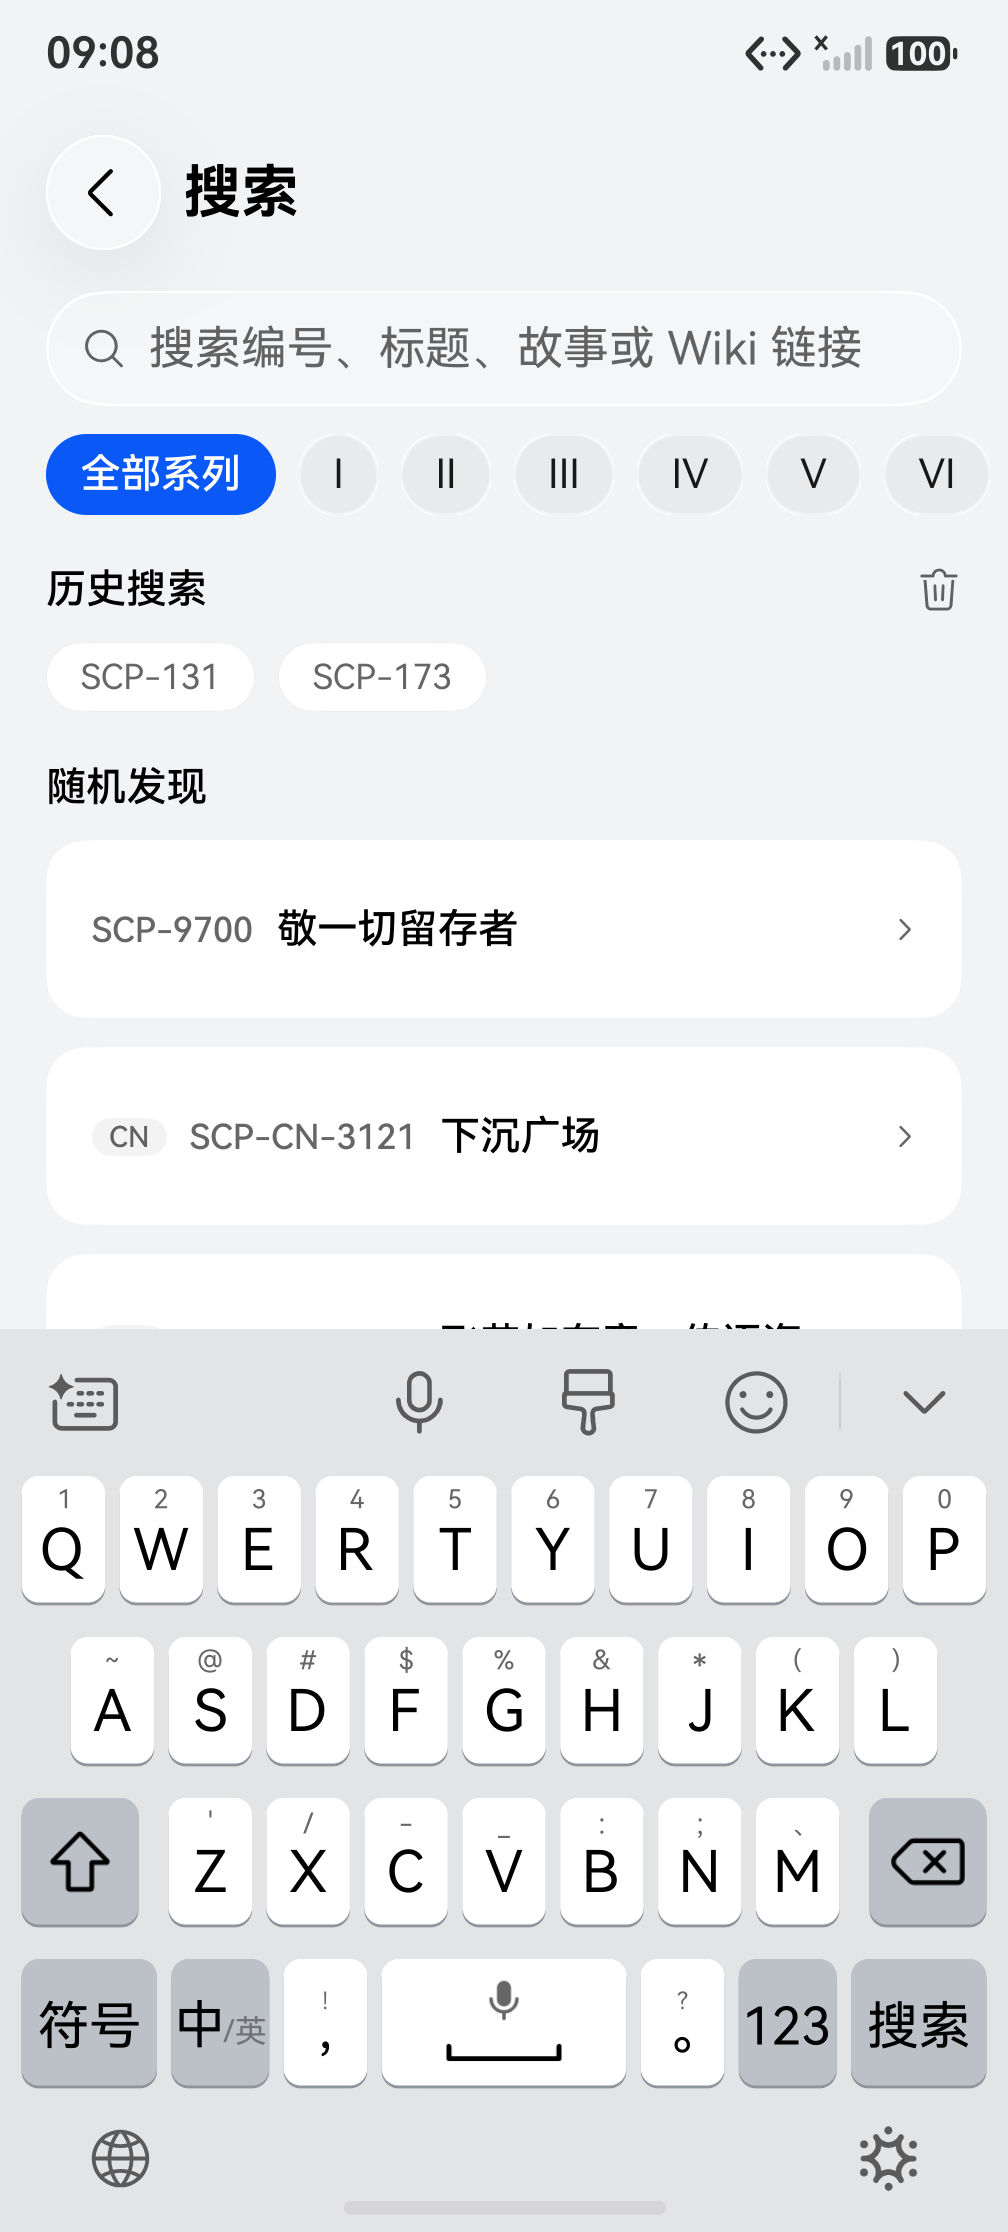 09:08
100
搜索
搜索编号、标题、故事或 Wiki 链接
全部系列 I II III IV V VI
历史搜索
SCP-131 SCP-173
随机发现
SCP-9700 敬一切留存者
CN SCP-CN-3121 下沉广场
1 2 3 4 5 6 7 8 9 0
Q W E R T Y U I O P
~ @ # $ % & * ( )
A S D F G H J K L
' / - _ : ; 、
Z X C V B N M
! ?
符号 中/英 , 。 123 搜索